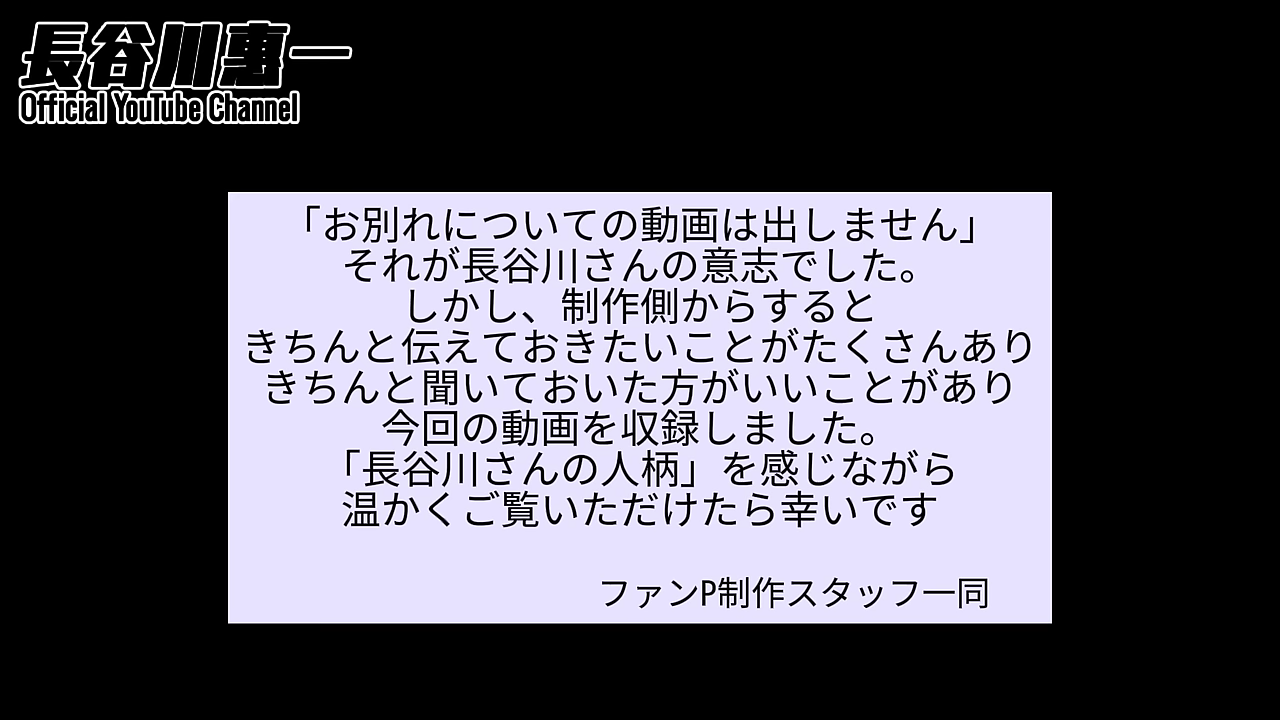 長谷川惠一
Official YouTube Channel
「お別れについての動画は出しません」
それが長谷川さんの意志でした。
しかし、制作側からすると
きちんと伝えておきたいことがたくさんあり
きちんと聞いておいた方がいいことがあり
今回の動画を収録しました。
「長谷川さんの人柄」を感じながら
温かくご覧いただけたら幸いです
ファンP制作スタッフ一同